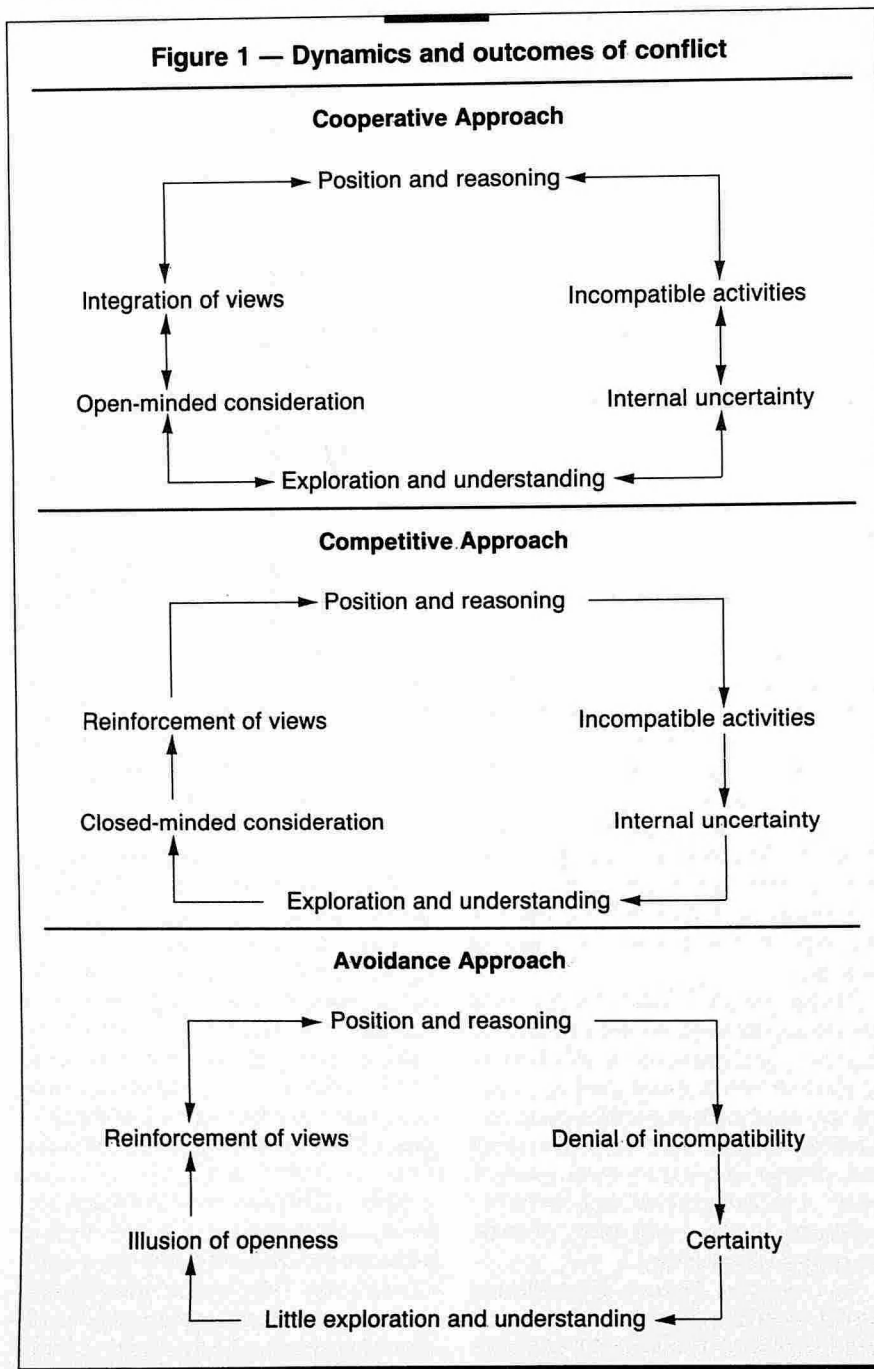 Figure 1 — Dynamics and outcomes of conflict
Cooperative Approach
Position and reasoning
Integration of views
Incompatible activities
Open-minded consideration
Internal uncertainty
Exploration and understanding
Competitive Approach
Position and reasoning
Reinforcement of views
Incompatible activities
Closed-minded consideration
Internal uncertainty
Exploration and understanding
Avoidance Approach
Position and reasoning
Reinforcement of views
Denial of incompatibility
Illusion of openness
Certainty
Little exploration and understanding